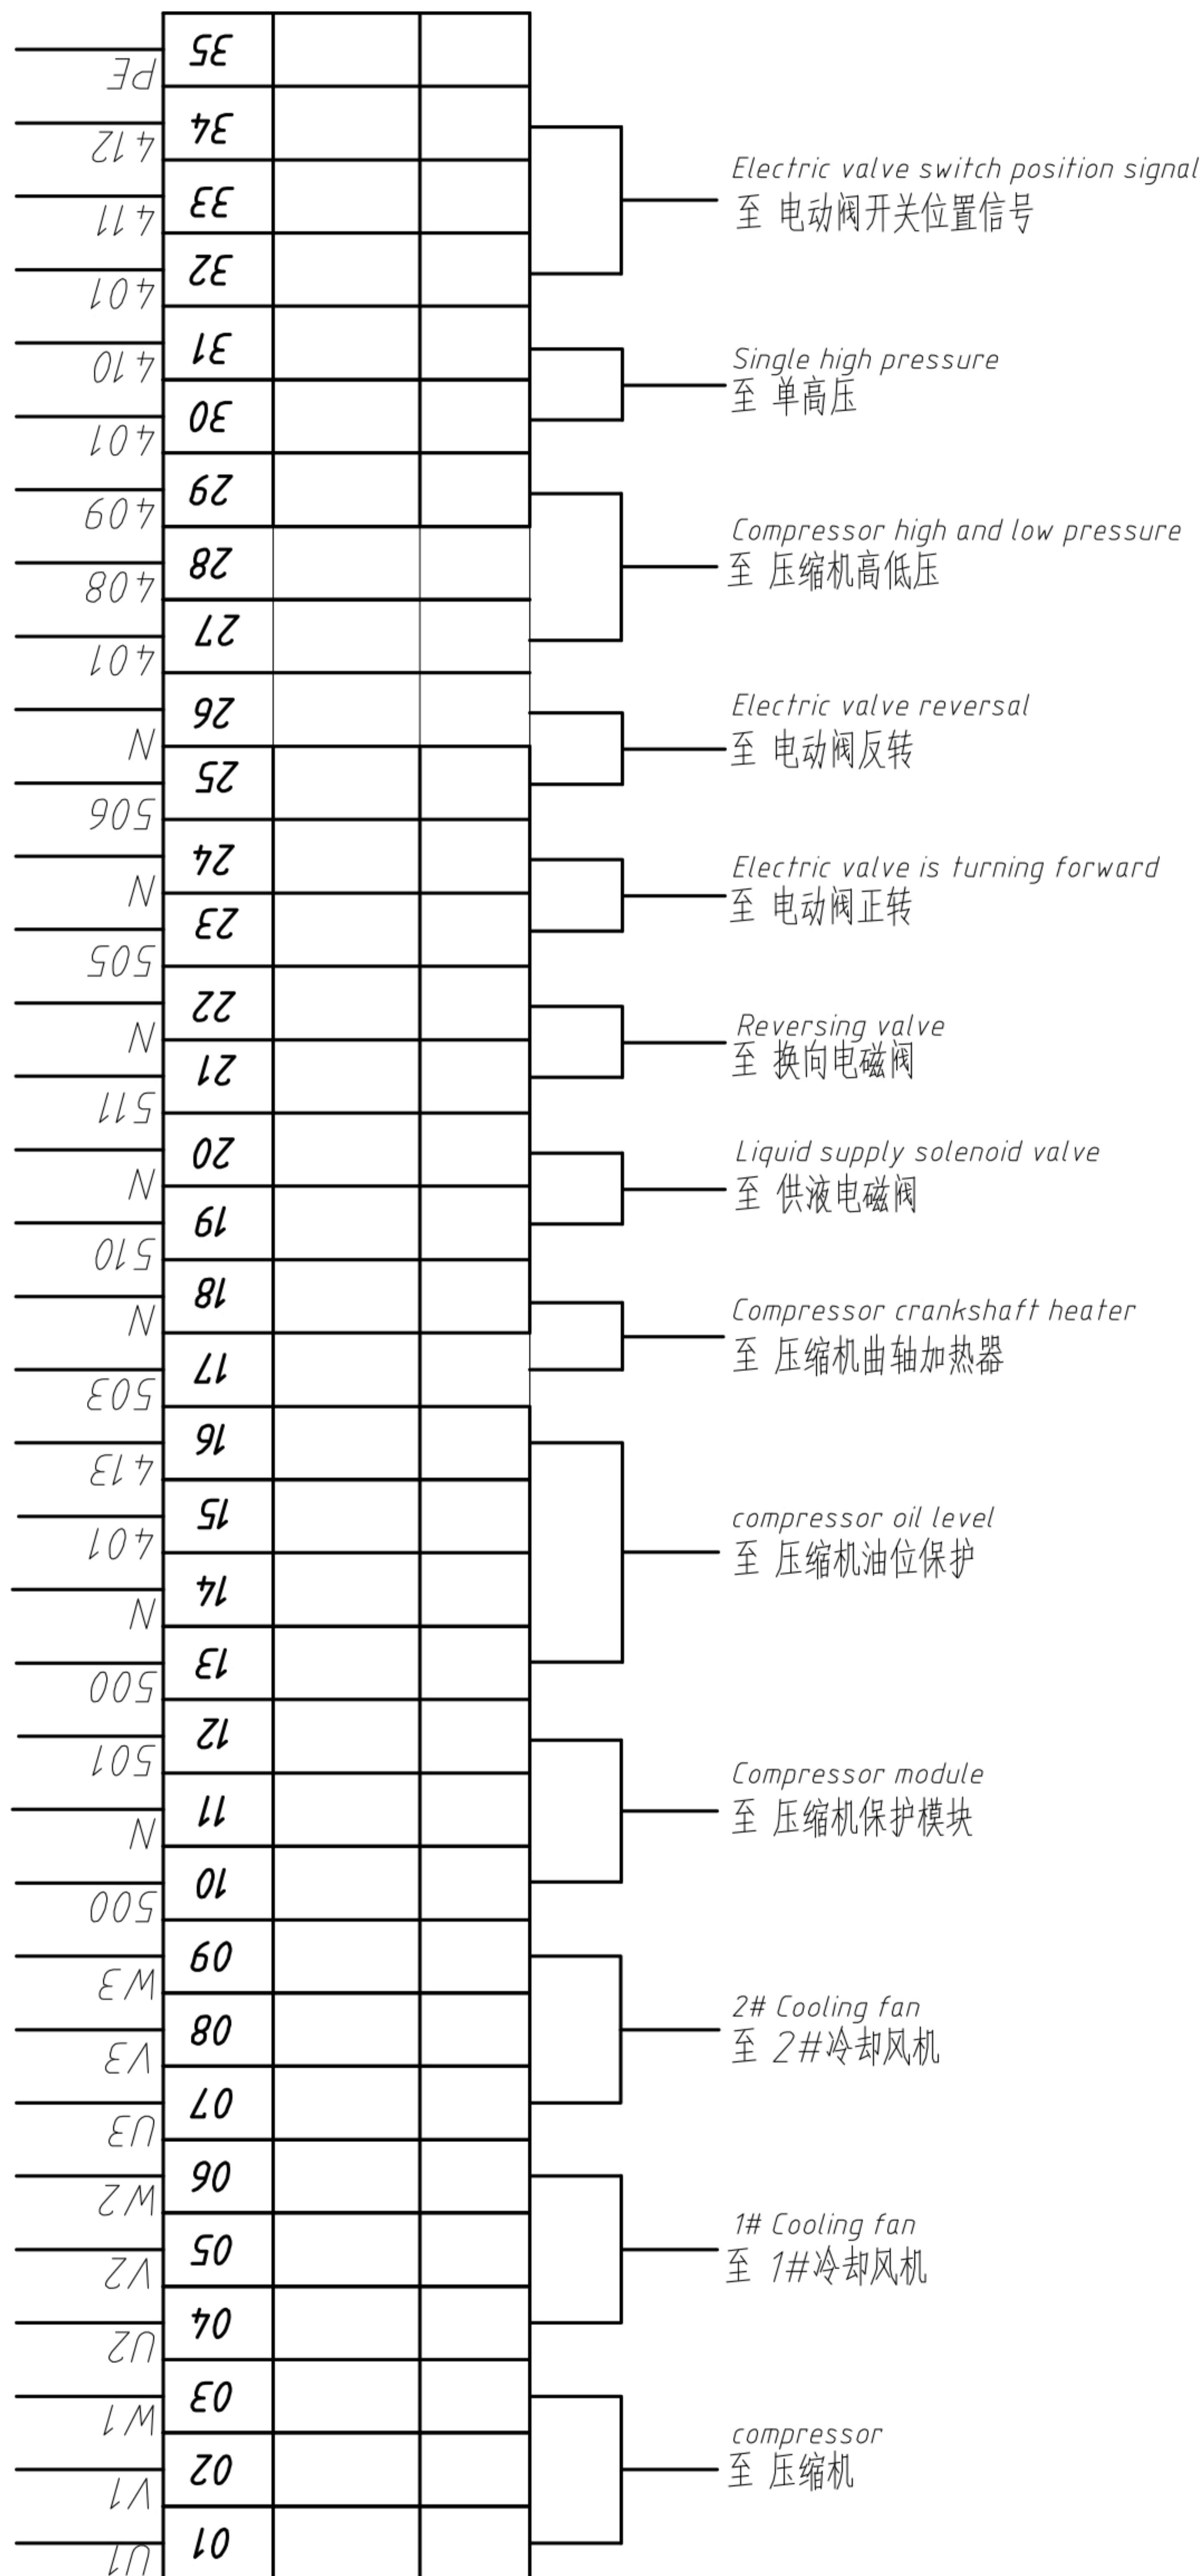 35
PE
34
412
Electric valve switch position signal
至 电动阀开关位置信号
33
411
32
401
31
410
Single high pressure
至 单高压
30
401
29
409
Compressor high and low pressure
至 压缩机高低压
28
408
27
401
26
N
Electric valve reversal
至 电动阀反转
25
506
24
N
Electric valve is turning forward
至 电动阀正转
23
505
22
N
Reversing valve
至 换向电磁阀
21
511
20
N
Liquid supply solenoid valve
至 供液电磁阀
19
510
18
N
Compressor crankshaft heater
至 压缩机曲轴加热器
17
503
16
413
15
401
compressor oil level
至 压缩机油位保护
14
N
13
500
12
501
Compressor module
至 压缩机保护模块
11
N
10
500
09
W3
2# Cooling fan
至 2#冷却风机
08
V3
07
U3
06
W2
1# Cooling fan
至 1#冷却风机
05
V2
04
U2
03
W1
compressor
至 压缩机
02
V1
01
U1